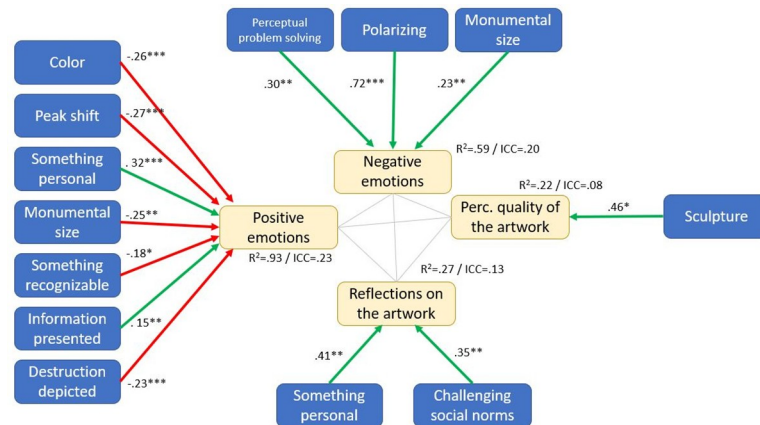 Perceptual
problem solving
Polarizing
Monumental
size
Color
-.26***
.30**
.72***
.23**
Peak shift
-.27***
Something
personal
. 32***
Negative
emotions
R²=.59 / ICC=.20
R²=.22 / ICC=.08
Monumental
size
-.25**
Positive
emotions
Perc. quality of
the artwork
.46*
Sculpture
Something
recognizable
-.18*
R²=.93 / ICC=.23
R²=.27 / ICC=.13
Information
presented
. 15**
Reflections on
the artwork
Destruction
depicted
-.23***
.41**
.35**
Something
personal
Challenging
social norms